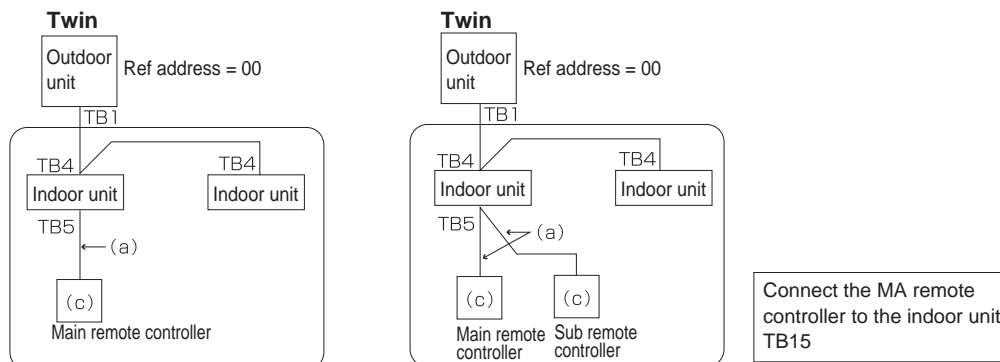 Twin
Outdoor
unit
Ref address = 00
TB1
TB4
TB4
Indoor unit
Indoor unit
TB5
(a)
(c)
Main remote controller
Twin
Outdoor
unit
Ref address = 00
TB1
TB4
TB4
Indoor unit
Indoor unit
TB5
(a)
(c)
(c)
Main remote
controller
Sub remote
controller
Connect the MA remote
controller to the indoor unit
TB15